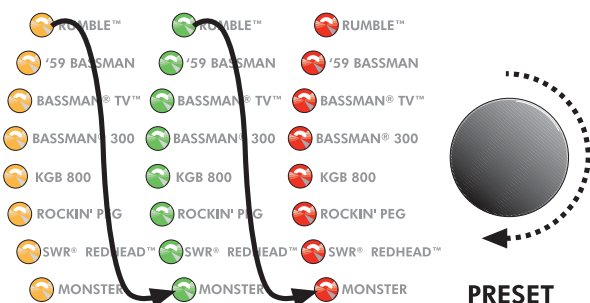 RUMBLE™ RUMBLE™ RUMBLE™
'59 BASSMAN '59 BASSMAN '59 BASSMAN
BASSMAN® TV™ BASSMAN® TV™ BASSMAN® TV™
BASSMAN® 300 BASSMAN® 300 BASSMAN® 300
KGB 800 KGB 800 KGB 800
ROCKIN' PEG ROCKIN' PEG ROCKIN' PEG
SWR® REDHEAD™ SWR® REDHEAD™ SWR® REDHEAD™
MONSTER MONSTER MONSTER
PRESET